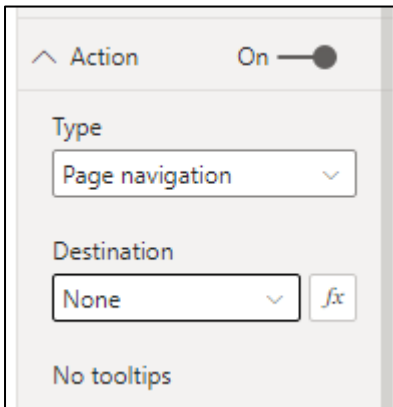 Action On
Type
Page navigation
Destination
None fx
No tooltips